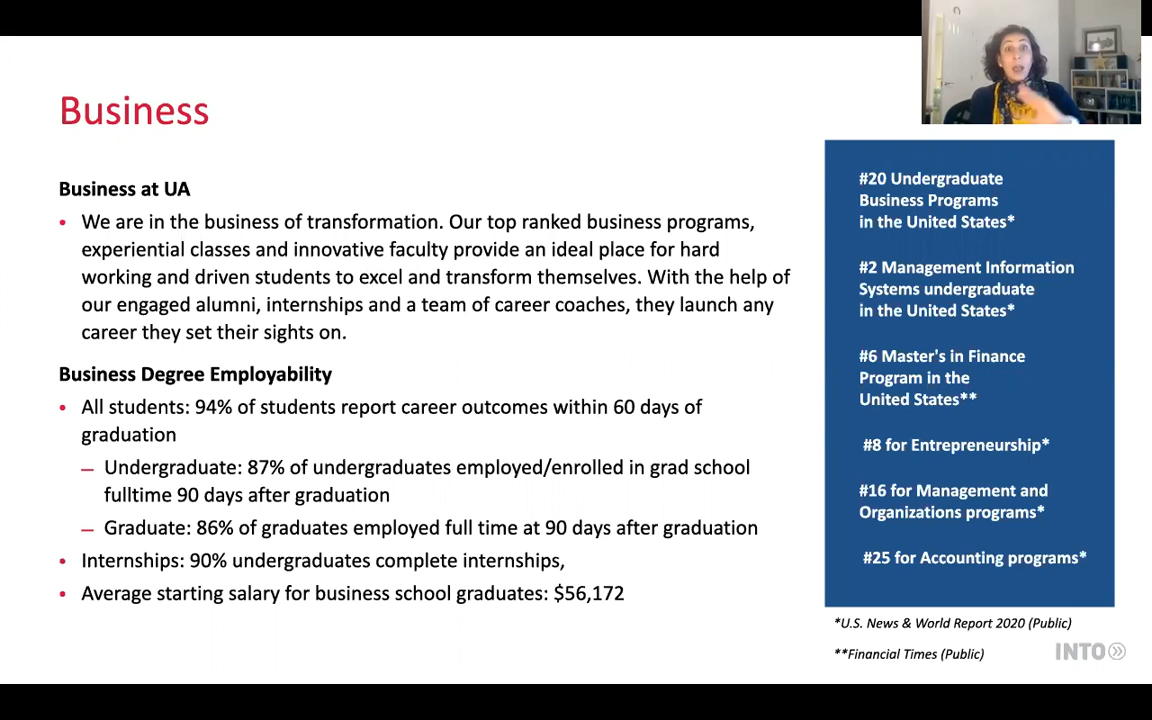 Business
Business at UA
• We are in the business of transformation. Our top ranked business programs,
experiential classes and innovative faculty provide an ideal place for hard
working and driven students to excel and transform themselves. With the help of
our engaged alumni, internships and a team of career coaches, they launch any
career they set their sights on.
Business Degree Employability
• All students: 94% of students report career outcomes within 60 days of
graduation
– Undergraduate: 87% of undergraduates employed/enrolled in grad school
fulltime 90 days after graduation
– Graduate: 86% of graduates employed full time at 90 days after graduation
• Internships: 90% undergraduates complete internships,
• Average starting salary for business school graduates: $56,172
#20 Undergraduate
Business Programs
in the United States*
#2 Management Information
Systems undergraduate
in the United States*
#6 Master's in Finance
Program in the
United States**
#8 for Entrepreneurship*
#16 for Management and
Organizations programs*
#25 for Accounting programs*
*U.S. News & World Report 2020 (Public)
**Financial Times (Public)
INTO